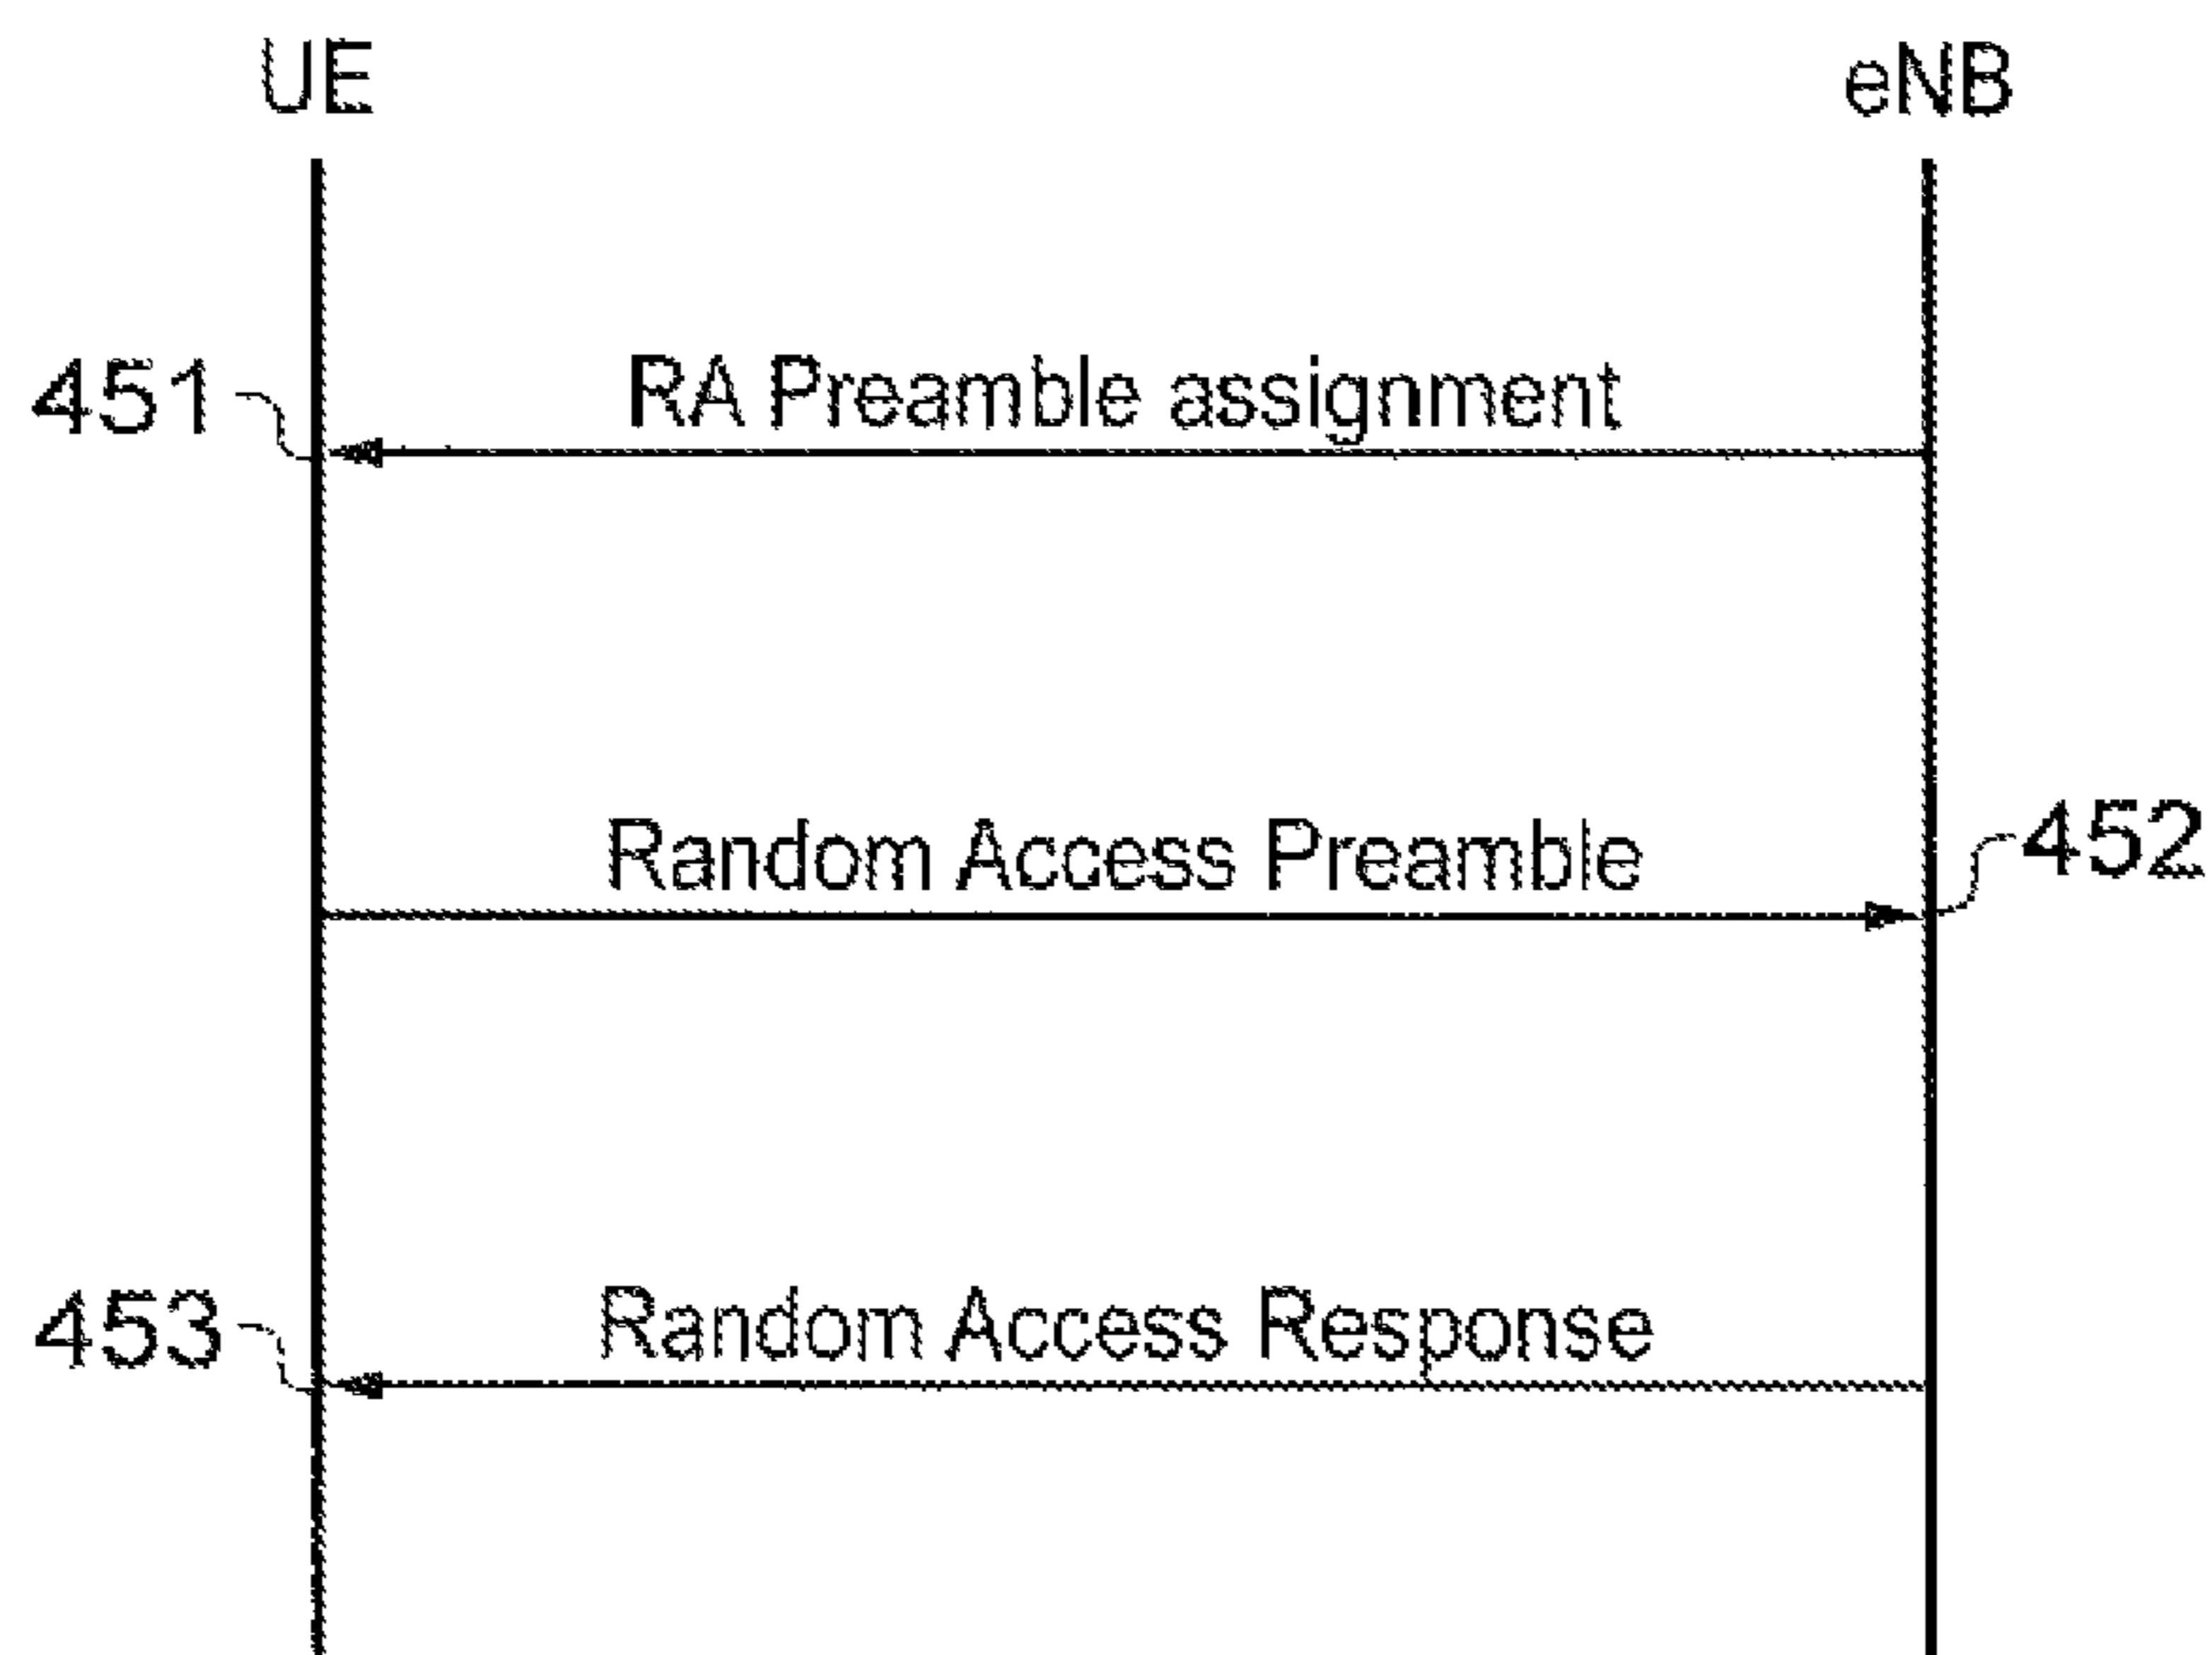 UE eNB
451 RA Preamble assignment
Random Access Preamble 452
453 Random Access Response